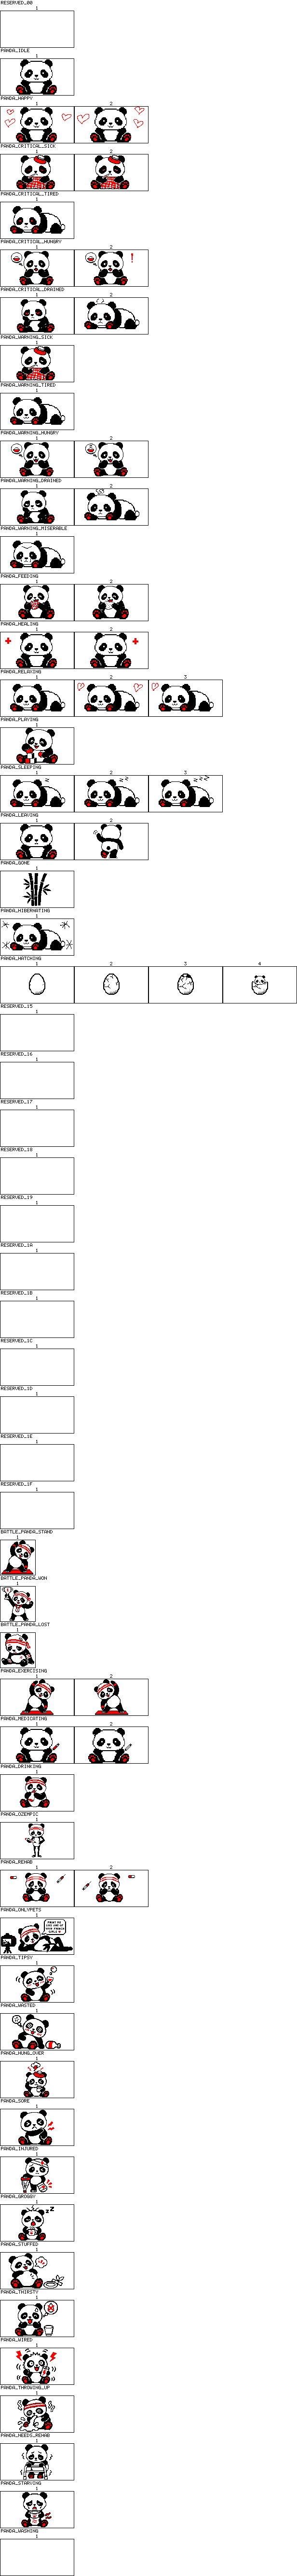 RESERVED_00
1
PANDA_IDLE
1
PANDA_HAPPY
1 2
PANDA_CRITICAL_SICK
1 2
PANDA_CRITICAL_TIRED
1
PANDA_CRITICAL_HUNGRY
1 2
PANDA_CRITICAL_DRAINED
1 2
PANDA_WARNING_SICK
1
PANDA_WARNING_TIRED
1
PANDA_WARNING_HUNGRY
1 2
PANDA_WARNING_DRAINED
1 2
PANDA_WARNING_MISERABLE
1
PANDA_FEEDING
1 2
PANDA_HEALING
1 2
PANDA_RELAXING
1 2 3
PANDA_PLAYING
1
PANDA_SLEEPING
1 2 3
PANDA_LEAVING
1 2
PANDA_GONE
1
PANDA_HIBERNATING
1
PANDA_HATCHING
1 2 3 4
RESERVED_15
1
RESERVED_16
1
RESERVED_17
1
RESERVED_18
1
RESERVED_19
1
RESERVED_1A
1
RESERVED_1B
1
RESERVED_1C
1
RESERVED_1D
1
RESERVED_1E
1
RESERVED_1F
1
BATTLE_PANDA_STAND
1
BATTLE_PANDA_WON
1
BATTLE_PANDA_LOST
1
PANDA_EXERCISING
1 2
PANDA_MEDICATING
1 2
PANDA_DRINKING
1
PANDA_OZEMPIC
1
PANDA_REHAB
1 2
PANDA_ONLYPETS
1
PANDA_TIPSY
1
PANDA_WASTED
1
PANDA_HUNG_OVER
1
PANDA_SORE
1
PANDA_INJURED
1
PANDA_GROGGY
1
PANDA_STUFFED
1
PANDA_THIRSTY
1
PANDA_WIRED
1
PANDA_THROWING_UP
1
PANDA_NEEDS_REHAB
1
PANDA_STARVING
1
PANDA_WASHING
1